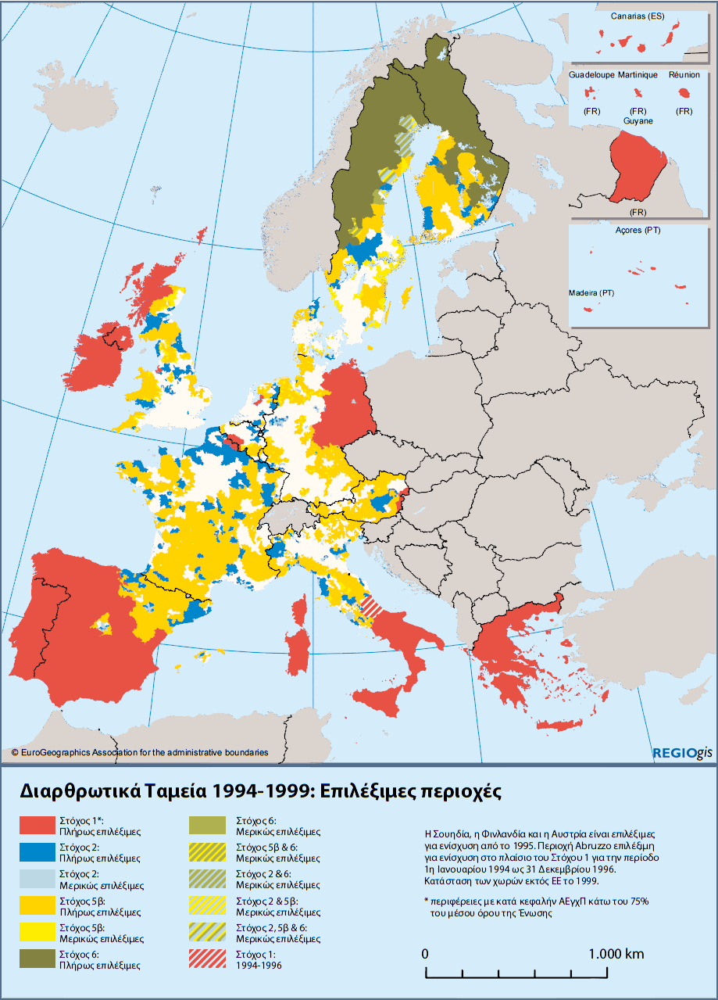 Canarias (ES)
Guadeloupe Martinique Réunion
(FR) (FR) (FR)
Guyane
(FR)
Açores (PT)
Madeira (PT)
© EuroGeographics Association for the administrative boundaries
REGIOgis
Διαρθρωτικά Ταμεία 1994-1999: Επιλέξιμες περιοχές
Στόχος 1*:
Πλήρως επιλέξιμες
Στόχος 2:
Πλήρως επιλέξιμες
Στόχος 2:
Μερικώς επιλέξιμες
Στόχος 5β:
Πλήρως επιλέξιμες
Στόχος 5β:
Μερικώς επιλέξιμες
Στόχος 6:
Πλήρως επιλέξιμες
Στόχος 6:
Μερικώς επιλέξιμες
Στόχος 5β & 6:
Μερικώς επιλέξιμες
Στόχος 2 & 6:
Μερικώς επιλέξιμες
Στόχος 2 & 5β:
Μερικώς επιλέξιμες
Στόχος 2, 5β & 6:
Μερικώς επιλέξιμες
Στόχος 1:
1994-1996
Η Σουηδία, η Φινλανδία και η Αυστρία είναι επιλέξιμες
για ενίσχυση από το 1995. Περιοχή Abruzzo επιλέξιμη
για ενίσχυση στο πλαίσιο του Στόχου 1 για την περίοδο
1η Ιανουαρίου 1994 ως 31 Δεκεμβρίου 1996.
Κατάσταση των χωρών εκτός ΕΕ το 1999.
* περιφέρειες με κατά κεφαλήν ΑΕγχΠ κάτω του 75%
του μέσου όρου της Ένωσης
0 1.000 km